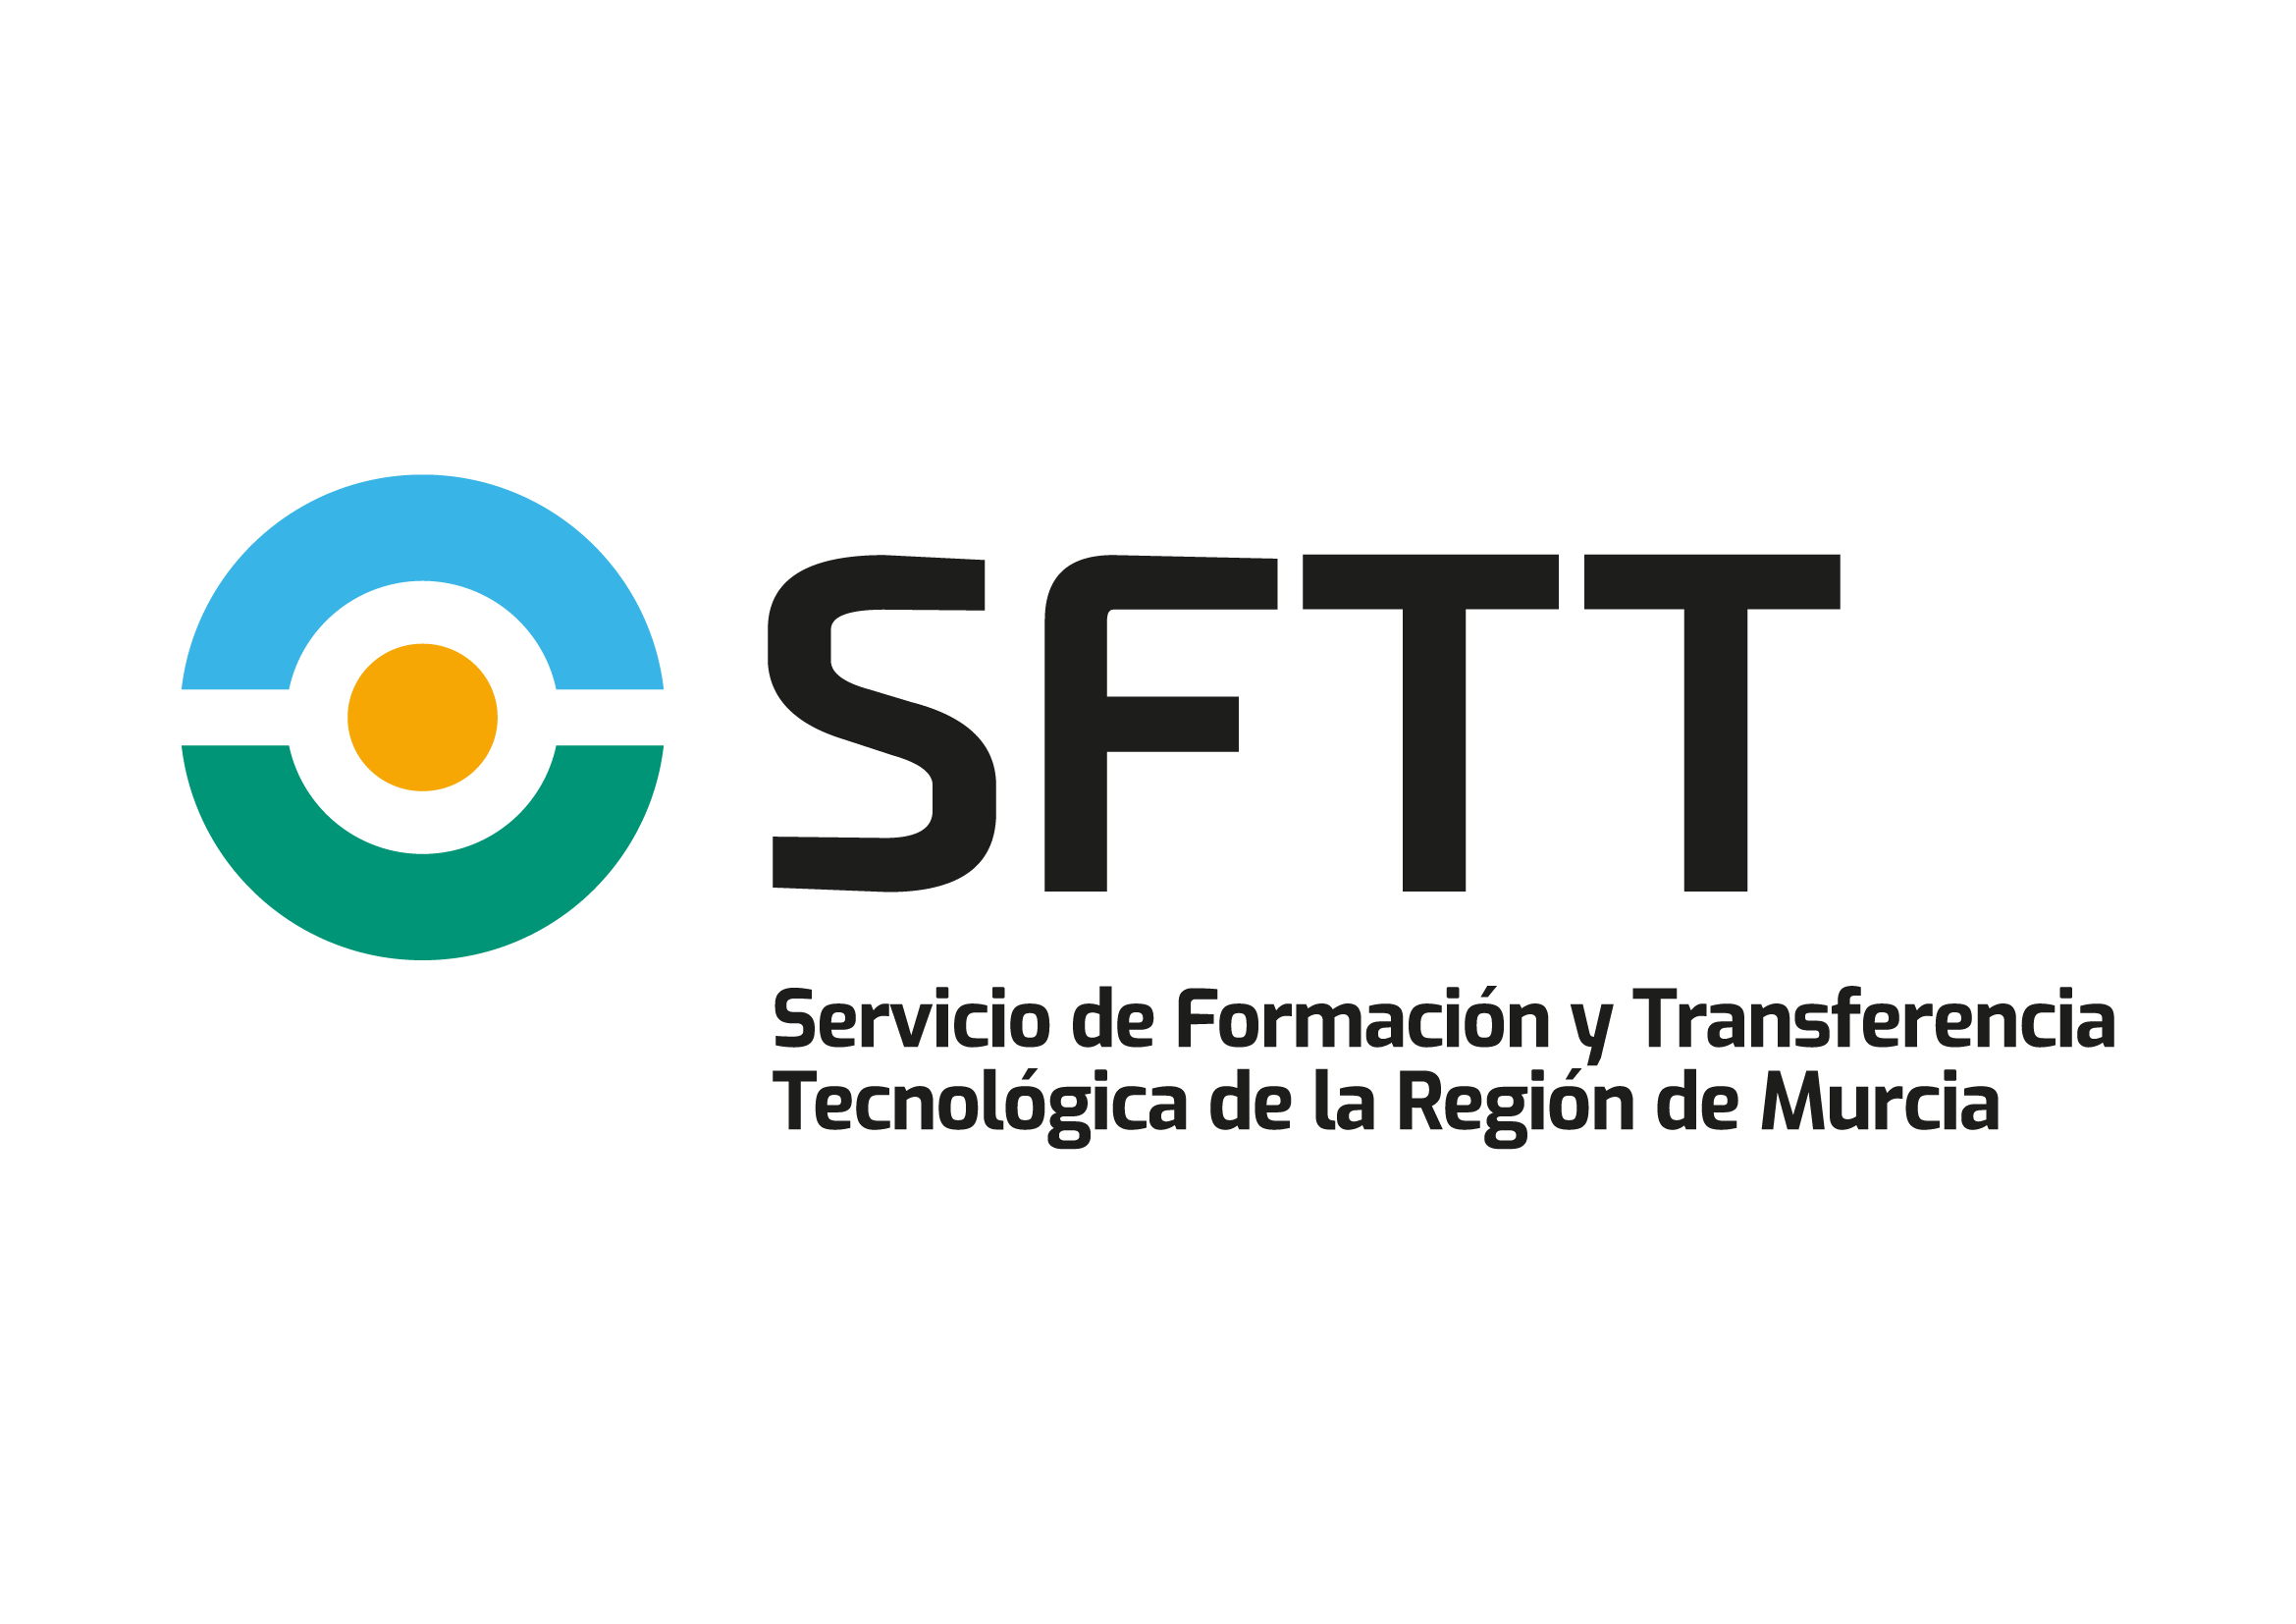 SFTT
Servicio de Formación y Transferencia
Tecnológica de la Región de Murcia